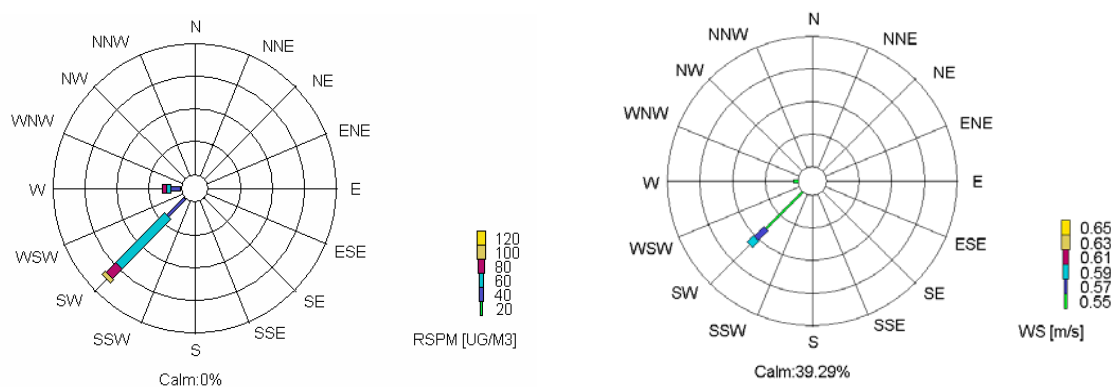 N
NNW
NNE
NW
NE
WNW
ENE
W
E
WSW
ESE
SW
SE
SSW
SSE
S
120
100
80
60
40
20
RSPM [UG/M3]
Calm:0%
N
NNW
NNE
NW
NE
WNW
ENE
W
E
WSW
ESE
SW
SE
SSW
SSE
S
0.65
0.63
0.61
0.59
0.57
0.55
WS [m/s]
Calm:39.29%